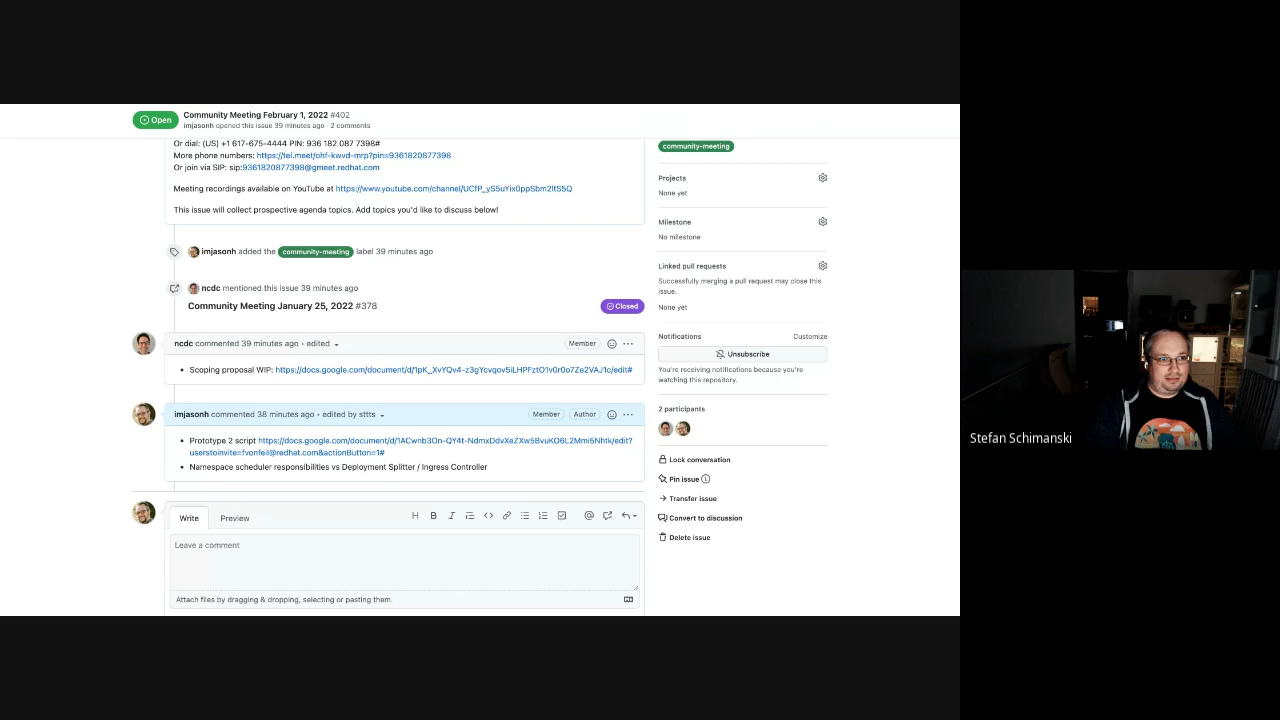 Open
Community Meeting February 1, 2022 #402
imjasonh opened this issue 39 minutes ago · 2 comments
Or dial: (US) +1 617-675-4444 PIN: 936 182 087 7398#
More phone numbers: https://tel.meet/ohf-kwvd-mrp?pin=9361820877398
Or join via SIP: sip:9361820877398@gmeet.redhat.com
Meeting recordings available on YouTube at https://www.youtube.com/channel/UCfP_yS5uYix0ppSbm2ltS5Q
This issue will collect prospective agenda topics. Add topics you'd like to discuss below!
imjasonh added the community-meeting label 39 minutes ago
ncdc mentioned this issue 39 minutes ago
Community Meeting January 25, 2022 #378
Closed
ncdc commented 39 minutes ago · edited
Member
• Scoping proposal WIP: https://docs.google.com/document/d/1pK_XvYQv4-z3gYcvqov5iLHPFztO1v0r0o7Ze2VAJ1c/edit#
imjasonh commented 38 minutes ago · edited by sttts
Member
Author
• Prototype 2 script https://docs.google.com/document/d/1ACwnb3On-QY4t-NdmxDdvXeZXw5BvuKO6L2Mmi5Nhtk/edit?
userstoinvite=fvonfeil@redhat.com&actionButton=1#
• Namespace scheduler responsibilities vs Deployment Splitter / Ingress Controller
Write
Preview
Leave a comment
Attach files by dragging & dropping, selecting or pasting them.
community-meeting
Projects
None yet
Milestone
No milestone
Linked pull requests
Successfully merging a pull request may close this
issue.
None yet
Notifications
Customize
Unsubscribe
You're receiving notifications because you're
watching this repository.
2 participants
Lock conversation
Pin issue
Transfer issue
Convert to discussion
Delete issue
Stefan Schimanski